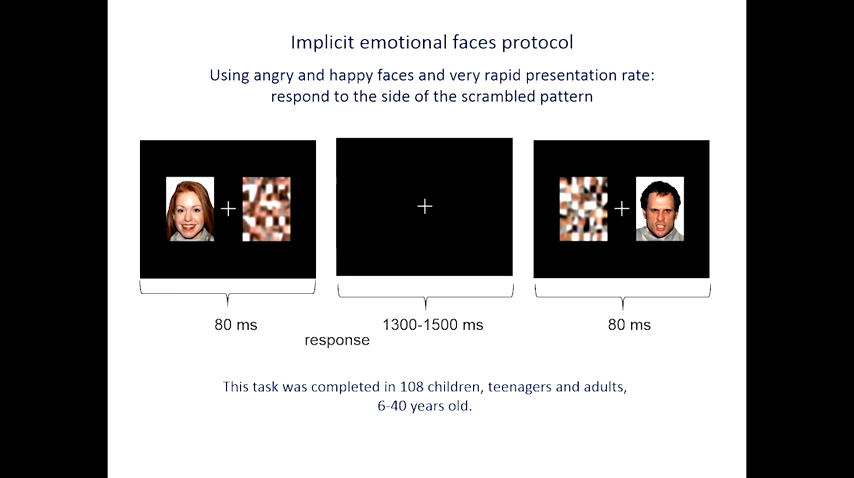 Implicit emotional faces protocol
Using angry and happy faces and very rapid presentation rate:
respond to the side of the scrambled pattern
80 ms
1300-1500 ms
80 ms
response
This task was completed in 108 children, teenagers and adults,
6-40 years old.